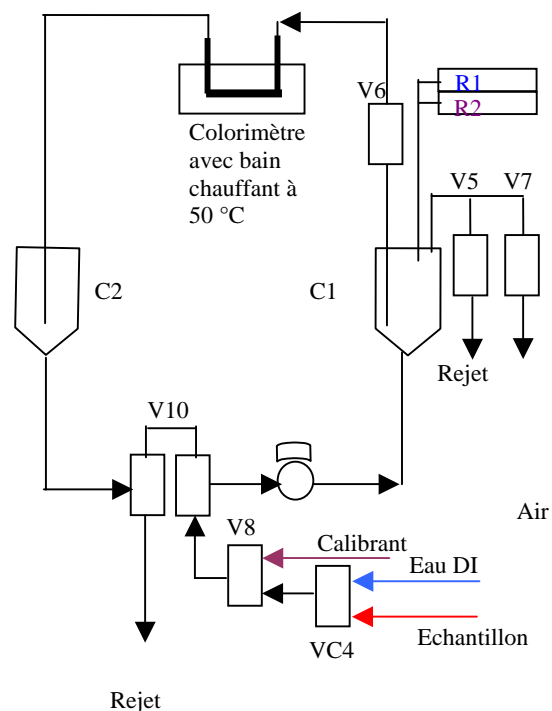 R1
V6
R2
Colorimètre
avec bain
chauffant à
50 °C
V5
V7
C2
C1
Rejet
V10
Air
V8
Calibrant
Eau DI
Echantillon
VC4
Rejet